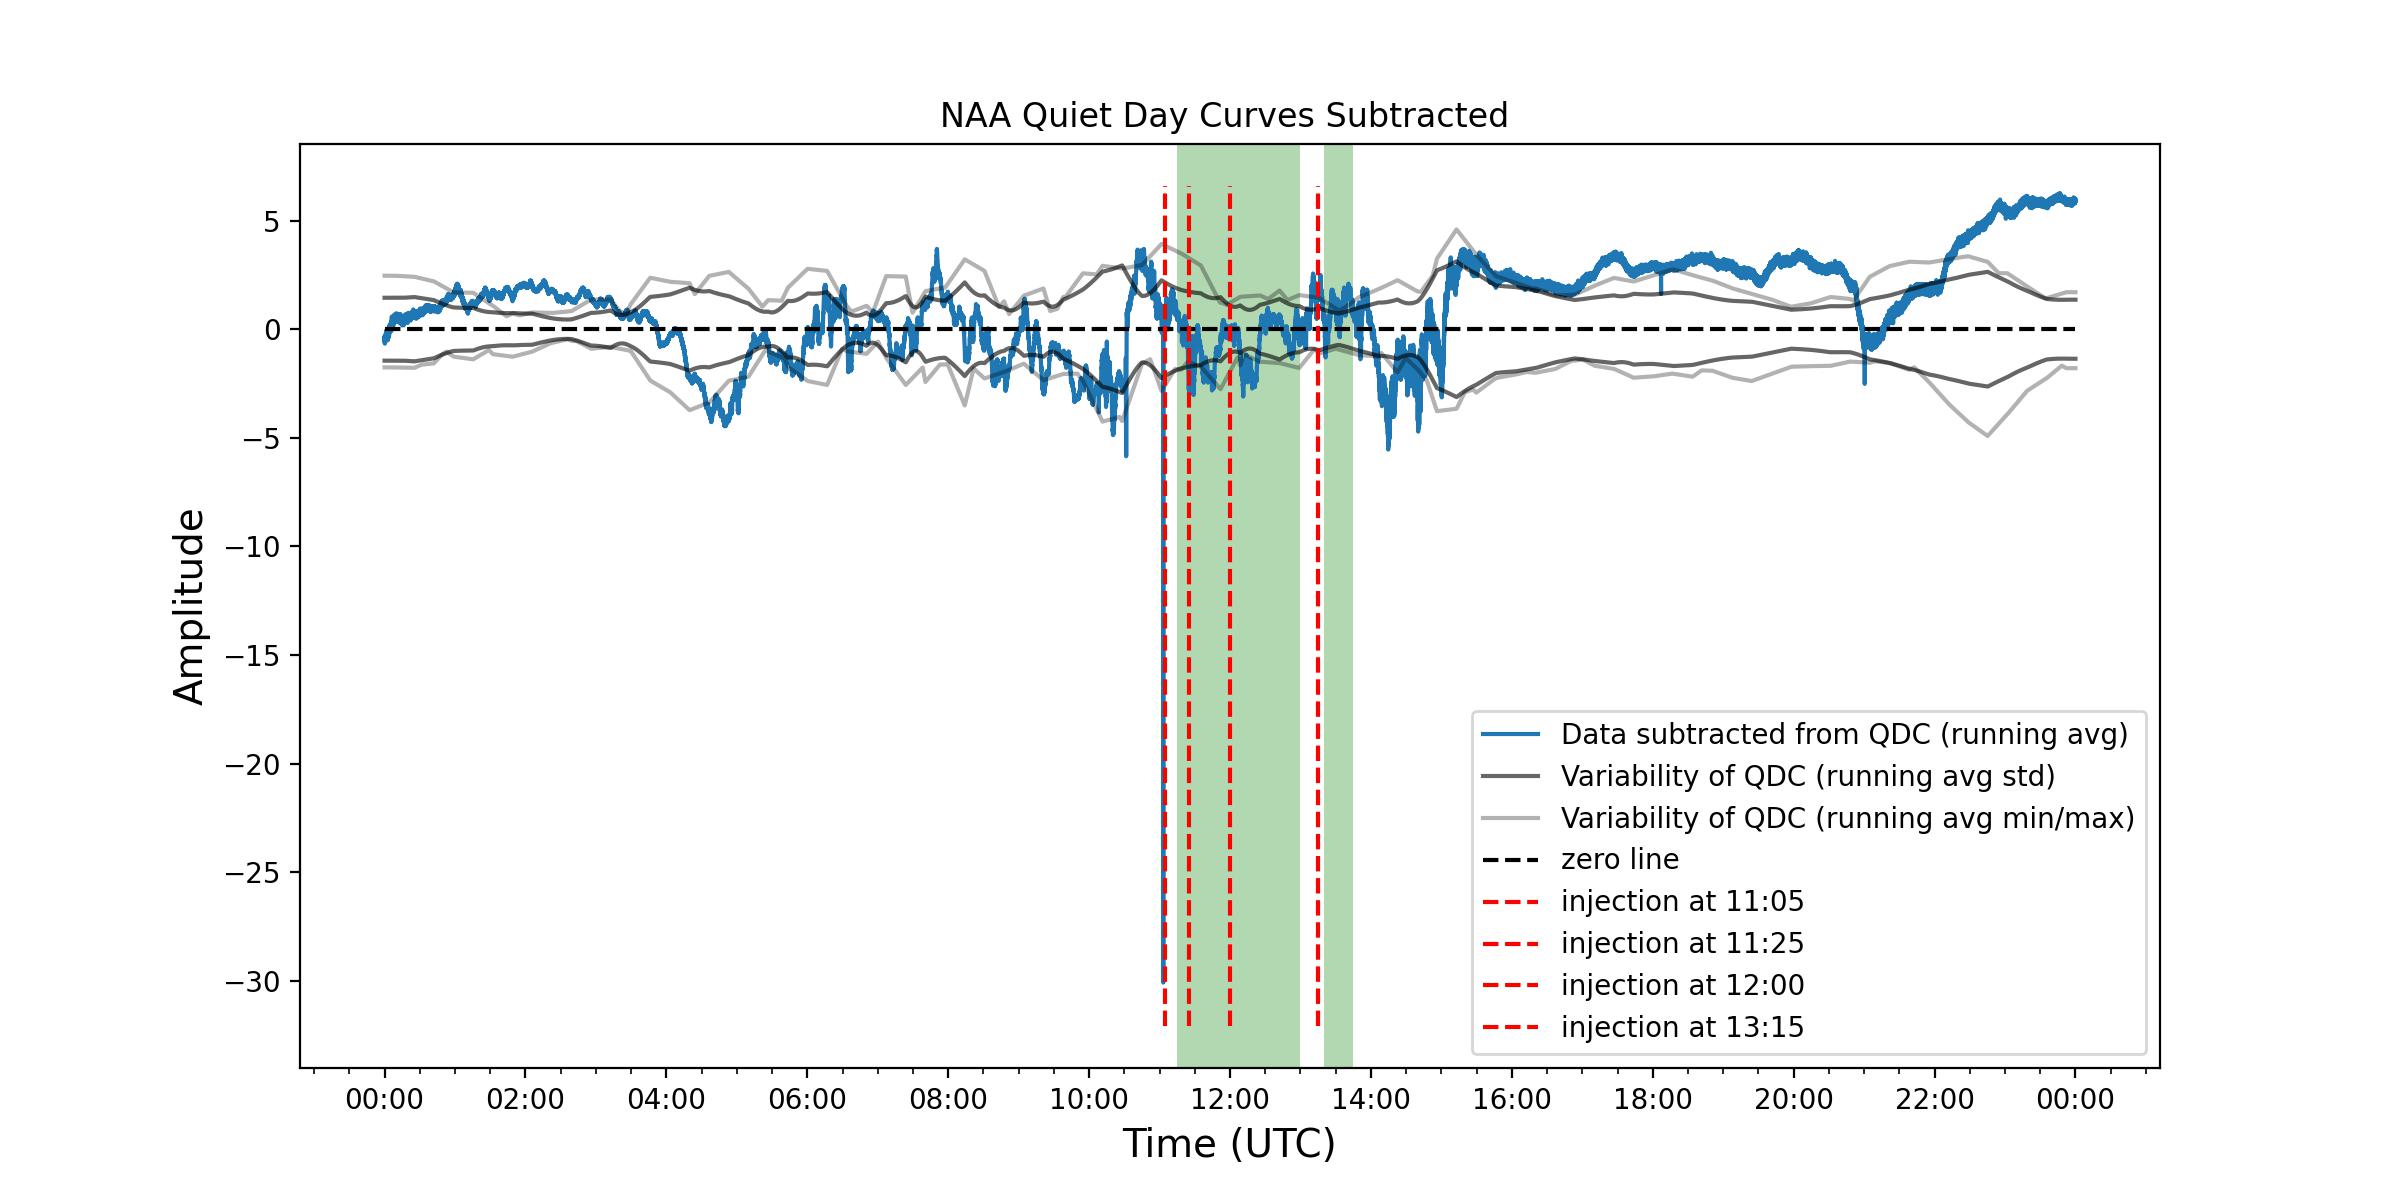 NAA Quiet Day Curves Subtracted
Amplitude
5
0
−5
−10
−15
−20
−25
−30
Data subtracted from QDC (running avg)
Variability of QDC (running avg std)
Variability of QDC (running avg min/max)
zero line
injection at 11:05
injection at 11:25
injection at 12:00
injection at 13:15
00:00 02:00 04:00 06:00 08:00 10:00 12:00 14:00 16:00 18:00 20:00 22:00 00:00
Time (UTC)